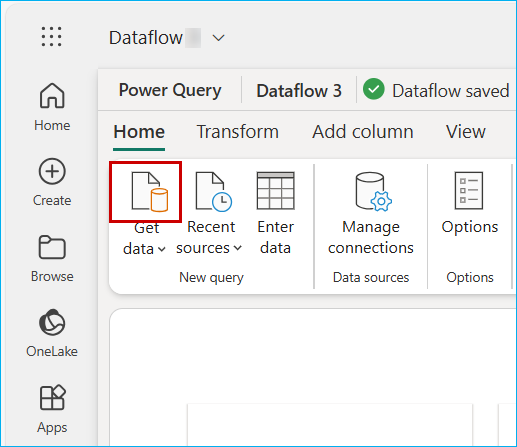 Dataflow
Power Query
Dataflow 3
Dataflow saved
Home
Transform
Add column
View
Get data
Recent sources
Enter data
Manage connections
Options
New query
Data sources
Options
Home
Create
Browse
OneLake
Apps